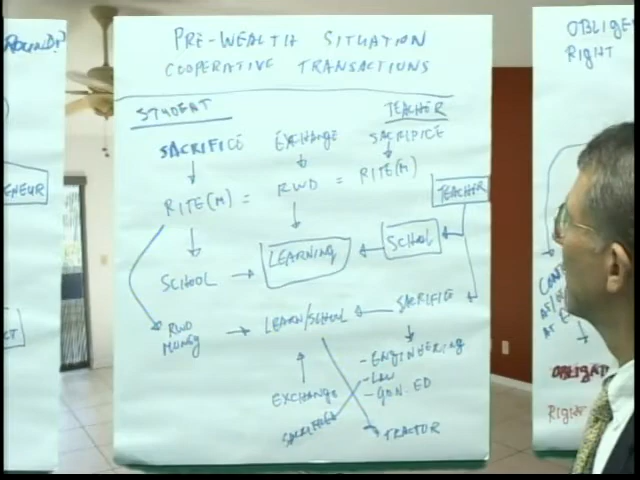 ROUND?
PRE-WEALTH SITUATION
COOPERATIVE TRANSACTIONS
STUDENT
TEACHER
SACRIFICE
EXCHANGE
SACRIFICE
RITE(M) = RWD = RITE(M)
TEACHER
SCHOOL
LEARNING
SCHOOL
RWD
MONEY
LEARN/SCHOOL
SACRIFICE
- ENGINEERING
- LAW
- GEN. ED
EXCHANGE
SACRIFICE
TRACTOR
OBLIGE
RIGHT
OBLIGAT
RIGHT